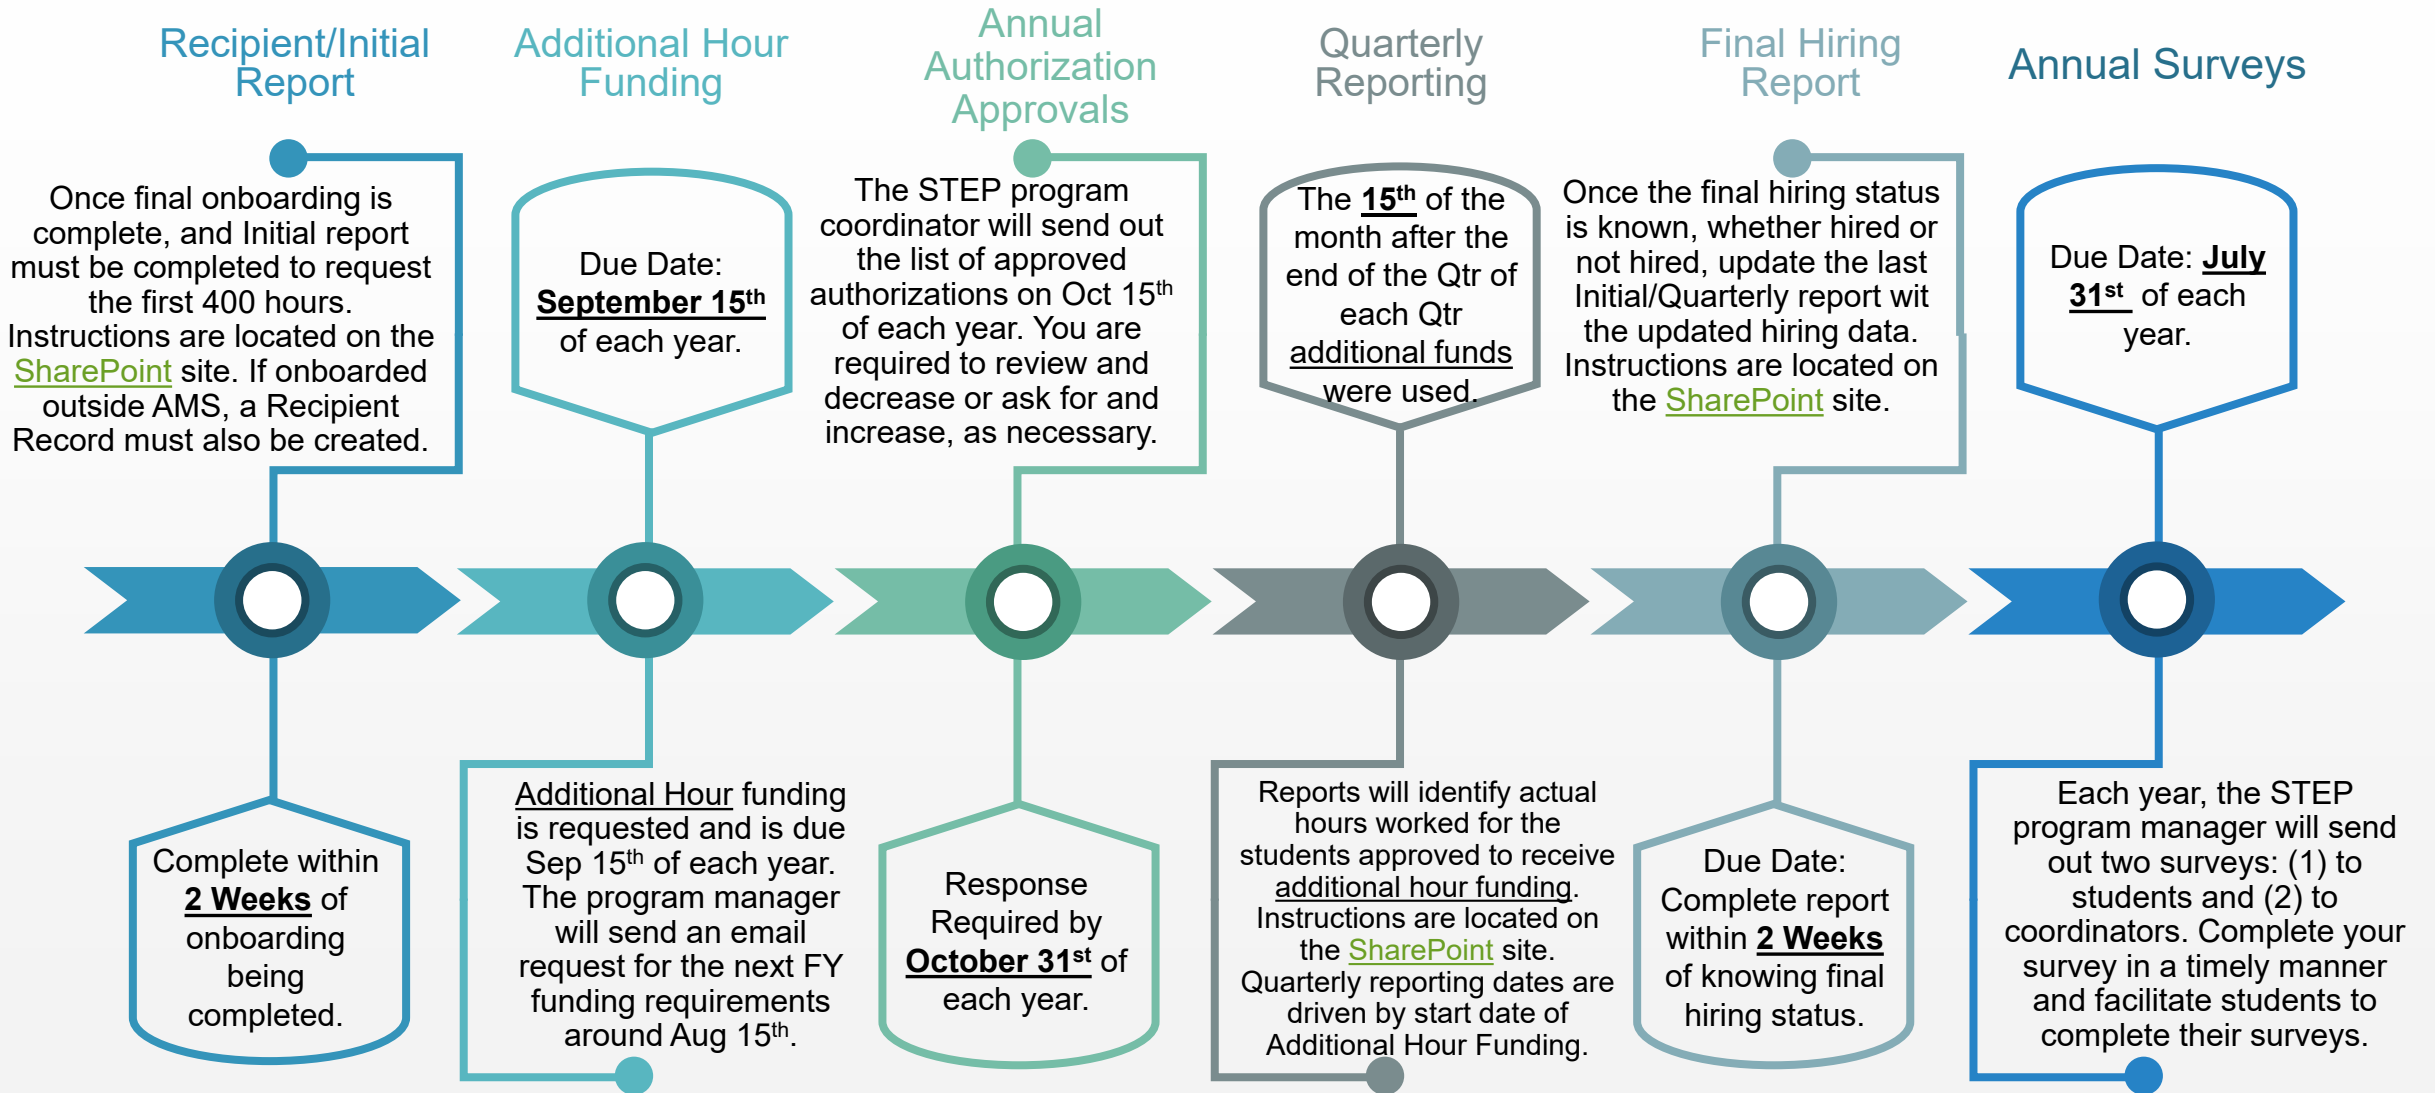 Recipient/Initial
Report
Once final onboarding is
complete, and Initial report
must be completed to request
the first 400 hours.
Instructions are located on the
SharePoint site. If onboarded
outside AMS, a Recipient
Record must also be created.
Complete within
2 Weeks of
onboarding
being
completed.
Additional Hour
Funding
Due Date:
September 15th
of each year.
Additional Hour funding
is requested and is due
Sep 15th of each year.
The program manager
will send an email
request for the next FY
funding requirements
around Aug 15th.
Annual
Authorization
Approvals
The STEP program
coordinator will send out
the list of approved
authorizations on Oct 15th
of each year. You are
required to review and
decrease or ask for and
increase, as necessary.
Response
Required by
October 31st of
each year.
Quarterly
Reporting
The 15th of the
month after the
end of the Qtr of
each Qtr
additional funds
were used.
Reports will identify actual
hours worked for the
students approved to receive
additional hour funding.
Instructions are located on
the SharePoint site.
Quarterly reporting dates are
driven by start date of
Additional Hour Funding.
Final Hiring
Report
Once the final hiring status
is known, whether hired or
not hired, update the last
Initial/Quarterly report wit
the updated hiring data.
Instructions are located on
the SharePoint site.
Due Date:
Complete report
within 2 Weeks
of knowing final
hiring status.
Annual Surveys
Due Date: July
31st of each
year.
Each year, the STEP
program manager will send
out two surveys: (1) to
students and (2) to
coordinators. Complete your
survey in a timely manner
and facilitate students to
complete their surveys.